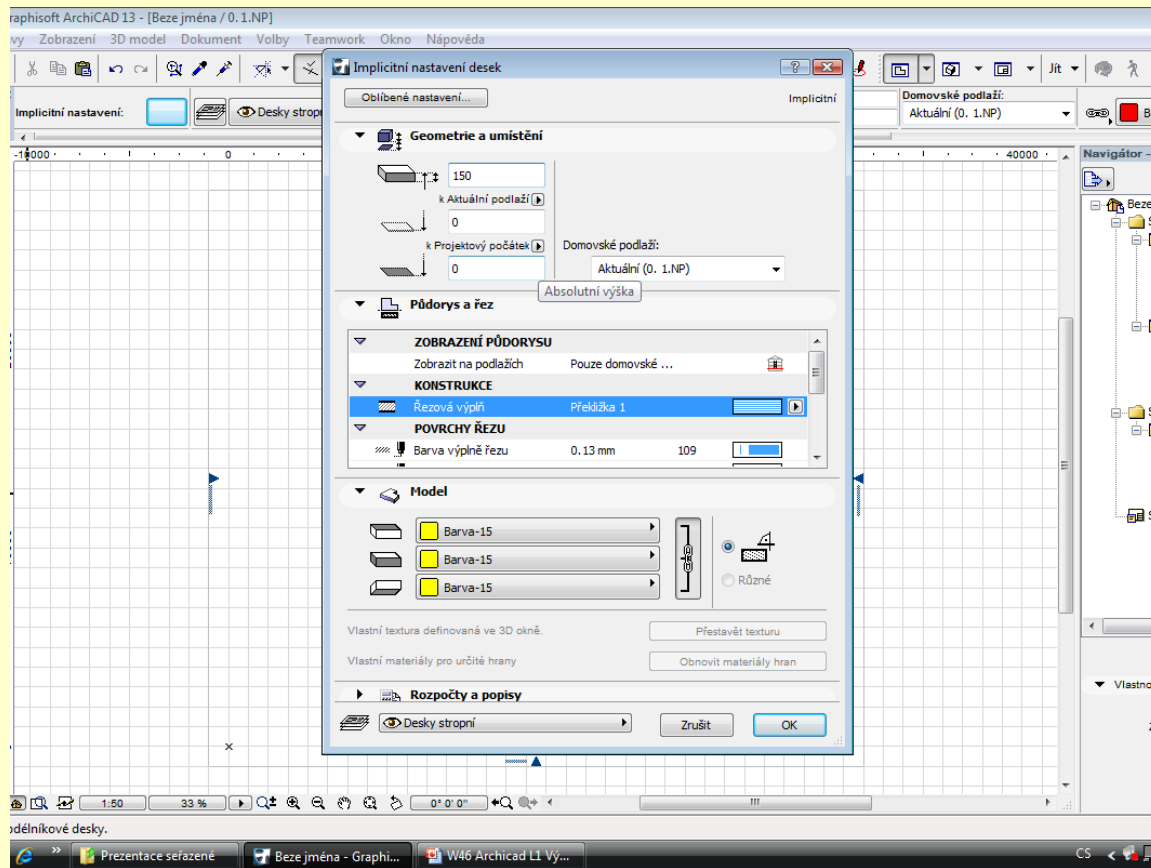 raphisoft ArchiCAD 13 - [Beze jména / 0. 1.NP]
vy Zobrazení 3D model Dokument Volby Teamwork Okno Nápověda
Jít
Implicitní nastavení:
Desky strop
Domovské podlaží:
Aktuální (0. 1.NP)
B
-10000
0
40000
Implicitní nastavení desek
Oblíbené nastavení...
Implicitní
Geometrie a umístění
150
k Aktuální podlaží
0
k Projektový počátek
Domovské podlaží:
0
Aktuální (0. 1.NP)
Absolutní výška
Půdorys a řez
ZOBRAZENÍ PŮDORYSU
Zobrazit na podlažích Pouze domovské ...
KONSTRUKCE
Řezová výplň Překližka 1
POVRCHY ŘEZU
Barva výplně řezu 0.13 mm 109
Model
Barva-15
Barva-15
Barva-15
Různé
Vlastní textura definovaná ve 3D okně.
Přestavět texturu
Vlastní materiály pro určité hrany
Obnovit materiály hran
Rozpočty a popisy
Desky stropní
Zrušit
OK
Navigátor -
Beze
S
S
S
Vlastno
1:50
33 %
0° 0' 0"
odélníkové desky.
Prezentace seřazené
Beze jména - Graphi...
W46 Archicad L1 Vý...
CS